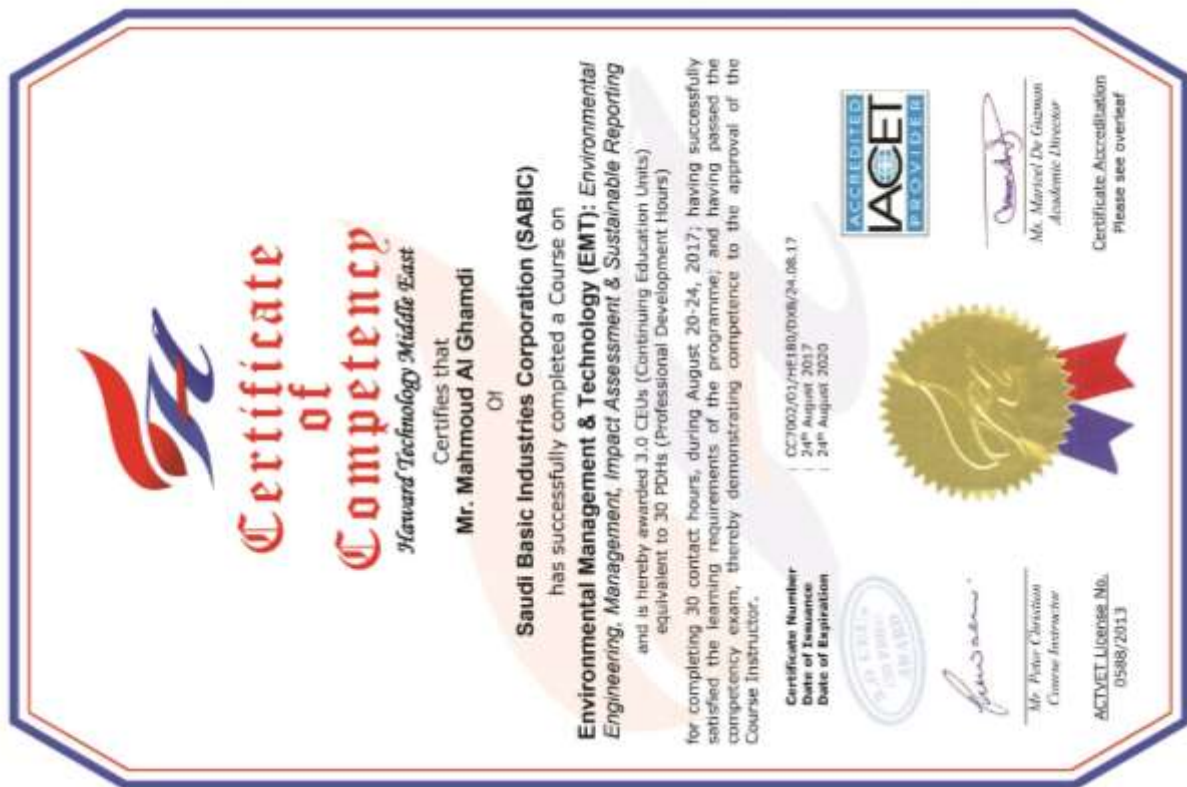 Certificate
of
Competency
Haward Technology Middle East
Certifies that
Mr. Mahmoud Al Ghamdi
Of
Saudi Basic Industries Corporation (SABIC)
has successfully completed a Course on
Environmental Management & Technology (EMT): Environmental
Engineering, Management, Impact Assessment & Sustainable Reporting
and is hereby awarded 3.0 CEUs (Continuing Education Units)
equivalent to 30 PDHs (Professional Development Hours)
for completing 30 contact hours, during August 20-24, 2017; having successfully
satisfied the learning requirements of the programme; and having passed the
competency exam, thereby demonstrating competence to the approval of the
Course Instructor.
Certificate Number : CC7002/01/HE180/DXB/24.08.17
Date of Issuance : 24th August 2017
Date of Expiration : 24th August 2020
3.0 CEUs
AWARD
ACCREDITED
IACET
PROVIDER
Mr. Peter Christian
Course Instructor
Ms. Maricel De Guzman
Academic Director
ACTVET License No.
0588/2013
Certificate Accreditation
Please see overleaf